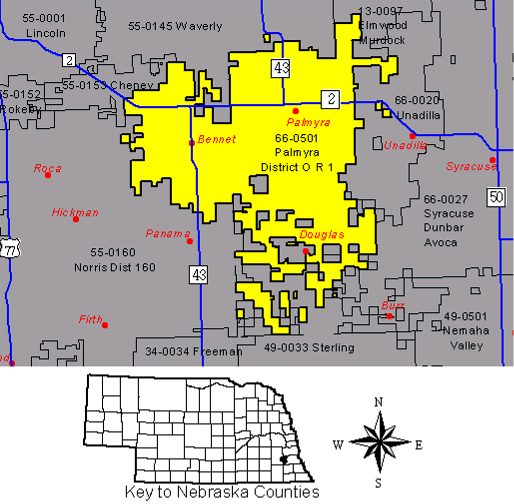 55-0001
Lincoln
55-0145 Waverly
13-0097
Elmwood
Murdock
2
43
55-0153 Cheney
55-0152
Rokeby
2
66-0020
Unadilla
Palmyra
Bennet
66-0501
Palmyra
District O R 1
Unadilla
Syracuse
Roca
50
66-0027
Syracuse
Dunbar
Avoca
Hickman
Panama
Douglas
77
55-0160
Norris Dist 160
43
Burr
49-0501
Nemaha
Valley
Firth
34-0034 Freeman
49-0033 Sterling
N
W
E
S
Key to Nebraska Counties